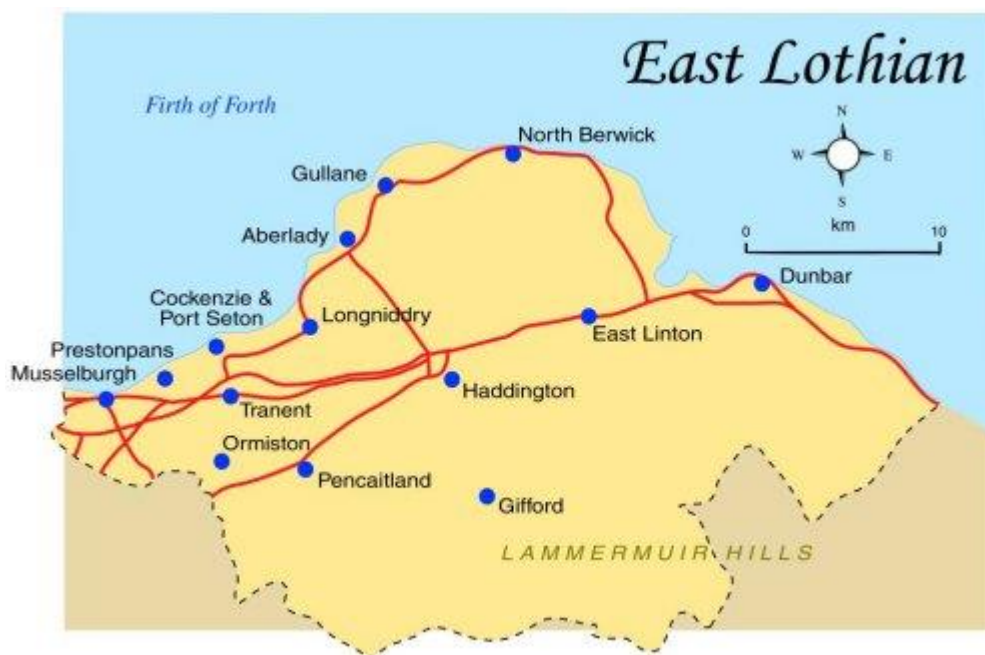 East Lothian
Firth of Forth
N
W
E
S
km
0
10
North Berwick
Gullane
Aberlady
Dunbar
Cockenzie &
Port Seton
Longniddry
East Linton
Prestonpans
Musselburgh
Haddington
Tranent
Ormiston
Pencaitland
Gifford
LAMMERMUIR HILLS